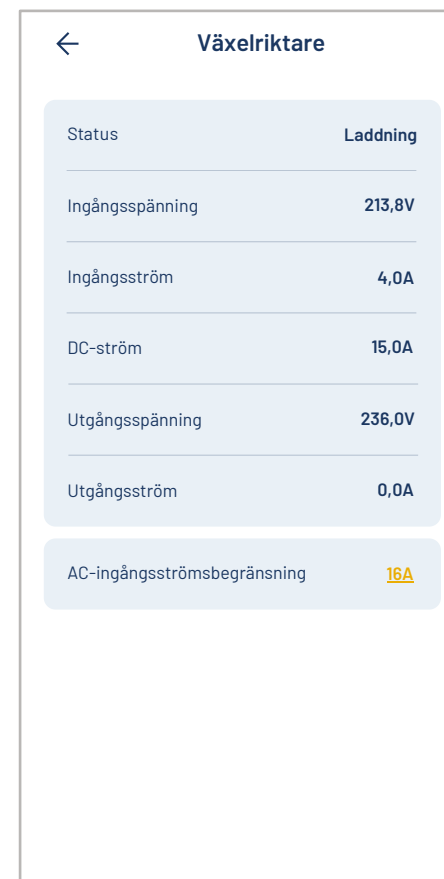 Växelriktare
Status Laddning
Ingångsspänning 213,8V
Ingångsström 4,0A
DC-ström 15,0A
Utgångsspänning 236,0V
Utgångsström 0,0A
AC-ingångsströmsbegränsning 16A